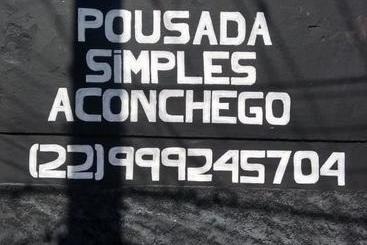 POUSADA
SiMPLES
ACONCHEGO
(22)999245704